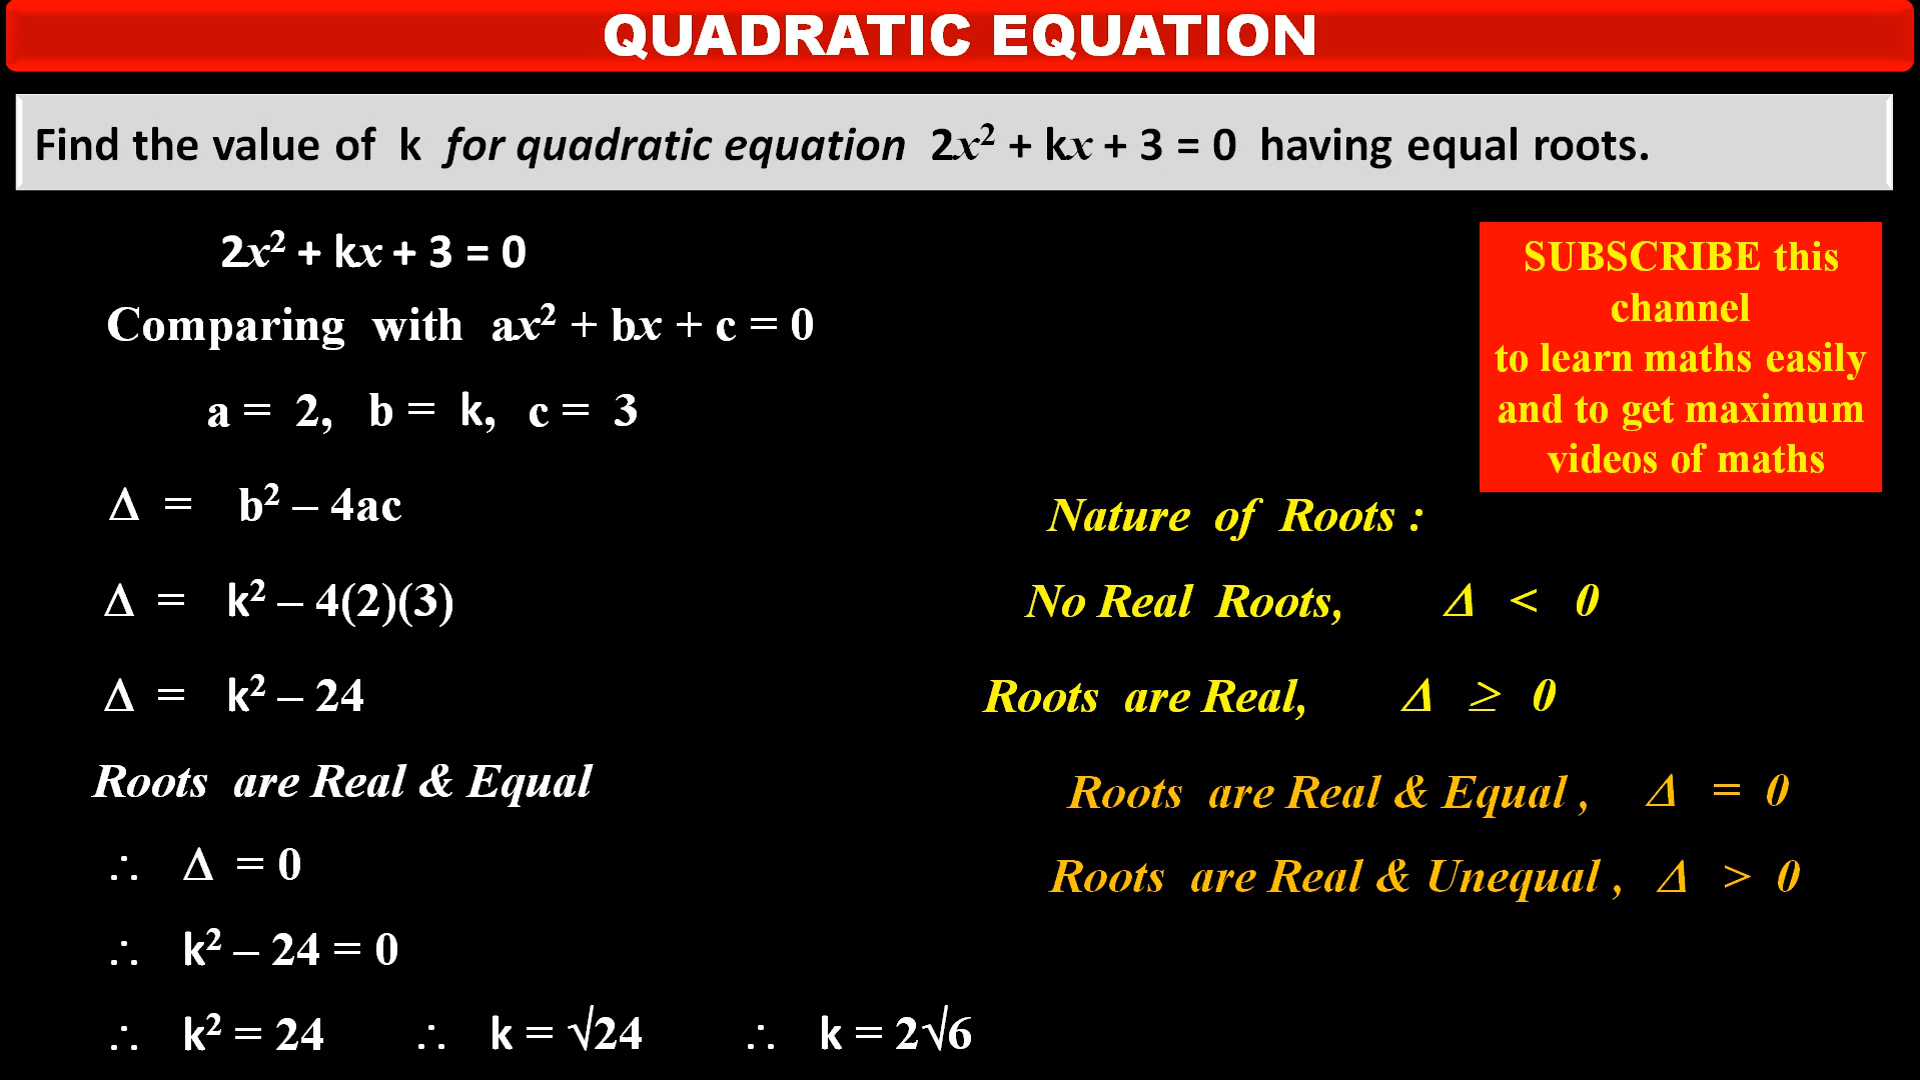 QUADRATIC EQUATION
Find the value of k for quadratic equation 2x² + kx + 3 = 0 having equal roots.
2x² + kx + 3 = 0
Comparing with ax² + bx + c = 0
a = 2, b = k, c = 3
Δ = b² – 4ac
Δ = k² – 4(2)(3)
Δ = k² – 24
Roots are Real & Equal
∴ Δ = 0
∴ k² – 24 = 0
∴ k² = 24 ∴ k = √24 ∴ k = 2√6
SUBSCRIBE this
channel
to learn maths easily
and to get maximum
videos of maths
Nature of Roots :
No Real Roots, Δ < 0
Roots are Real, Δ ≥ 0
Roots are Real & Equal , Δ = 0
Roots are Real & Unequal , Δ > 0